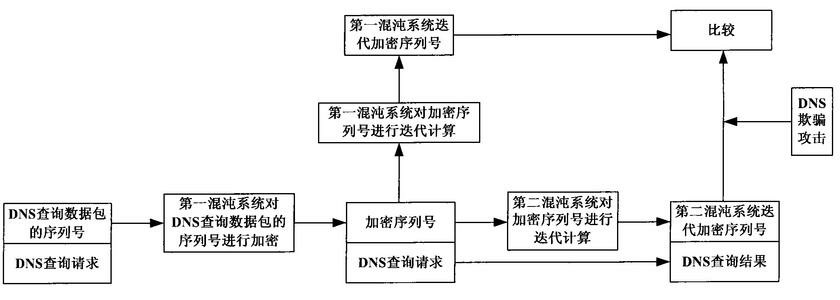 第一混沌系统迭
代加密序列号
比较
第一混沌系统对加密序
列号进行迭代计算
DNS
欺骗
攻击
DNS查询数据包
的序列号
DNS查询请求
第一混沌系统对
DNS查询数据包的
序列号进行加密
加密序列号
DNS查询请求
第二混沌系统对
加密序列号进行
迭代计算
第二混沌系统迭
代加密序列号
DNS查询结果